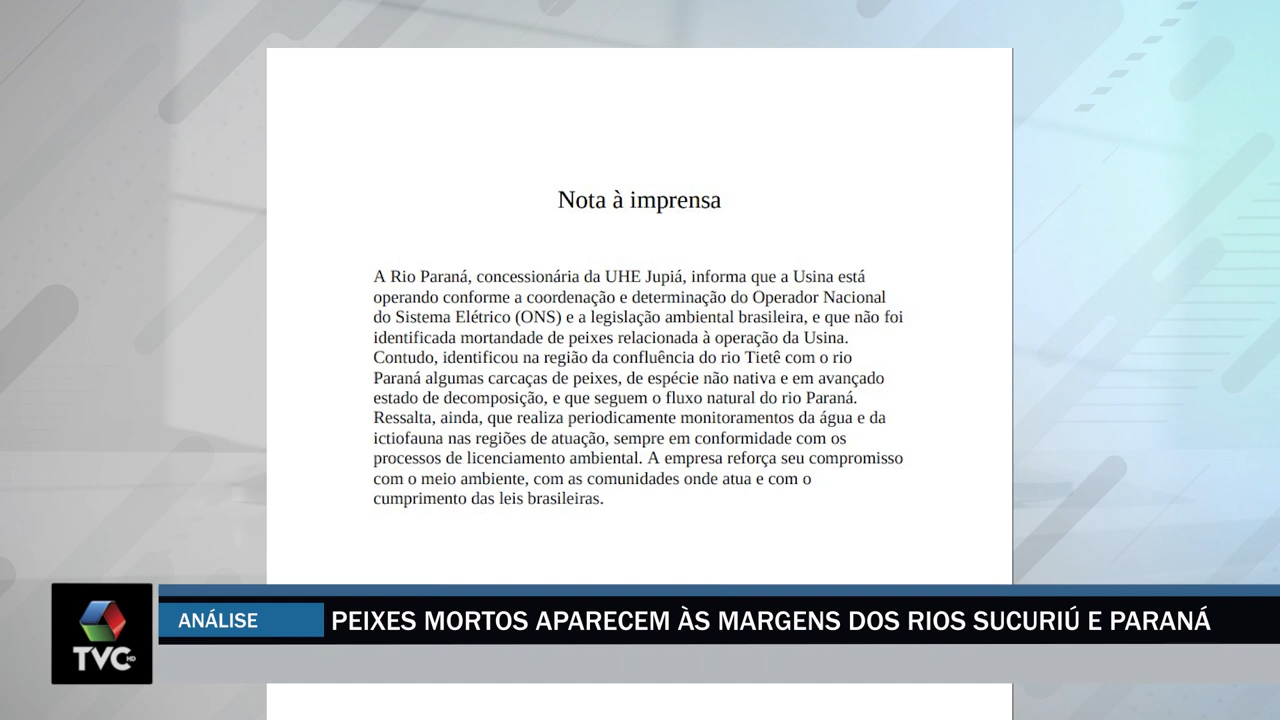 Nota à imprensa
A Rio Paraná, concessionária da UHE Jupiá, informa que a Usina está
operando conforme a coordenação e determinação do Operador Nacional
do Sistema Elétrico (ONS) e a legislação ambiental brasileira, e que não foi
identificada mortandade de peixes relacionada à operação da Usina.
Contudo, identificou na região da confluência do rio Tietê com o rio
Paraná algumas carcaças de peixes, de espécie não nativa e em avançado
estado de decomposição, e que seguem o fluxo natural do rio Paraná.
Ressalta, ainda, que realiza periodicamente monitoramentos da água e da
ictiofauna nas regiões de atuação, sempre em conformidade com os
processos de licenciamento ambiental. A empresa reforça seu compromisso
com o meio ambiente, com as comunidades onde atua e com o
cumprimento das leis brasileiras.
ANÁLISE
PEIXES MORTOS APARECEM ÀS MARGENS DOS RIOS SUCURIÚ E PARANÁ
TVC HD